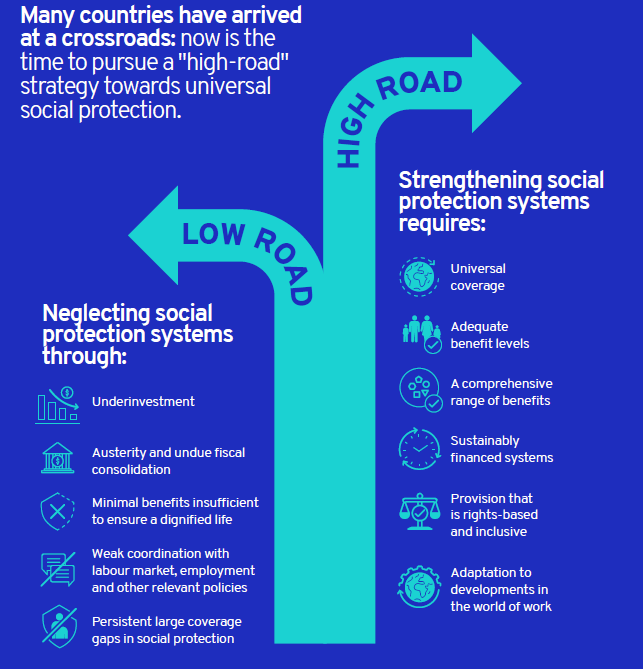 Many countries have arrived
at a crossroads: now is the
time to pursue a "high-road"
strategy towards universal
social protection.
HIGH ROAD
LOW ROAD
Strengthening social
protection systems
requires:
Universal
coverage
Adequate
benefit levels
A comprehensive
range of benefits
Sustainably
financed systems
Provision that
is rights-based
and inclusive
Adaptation to
developments in
the world of work
Neglecting social
protection systems
through:
$
Underinvestment
$
Austerity and undue fiscal
consolidation
Minimal benefits insufficient
to ensure a dignified life
Weak coordination with
labour market, employment
and other relevant policies
Persistent large coverage
gaps in social protection